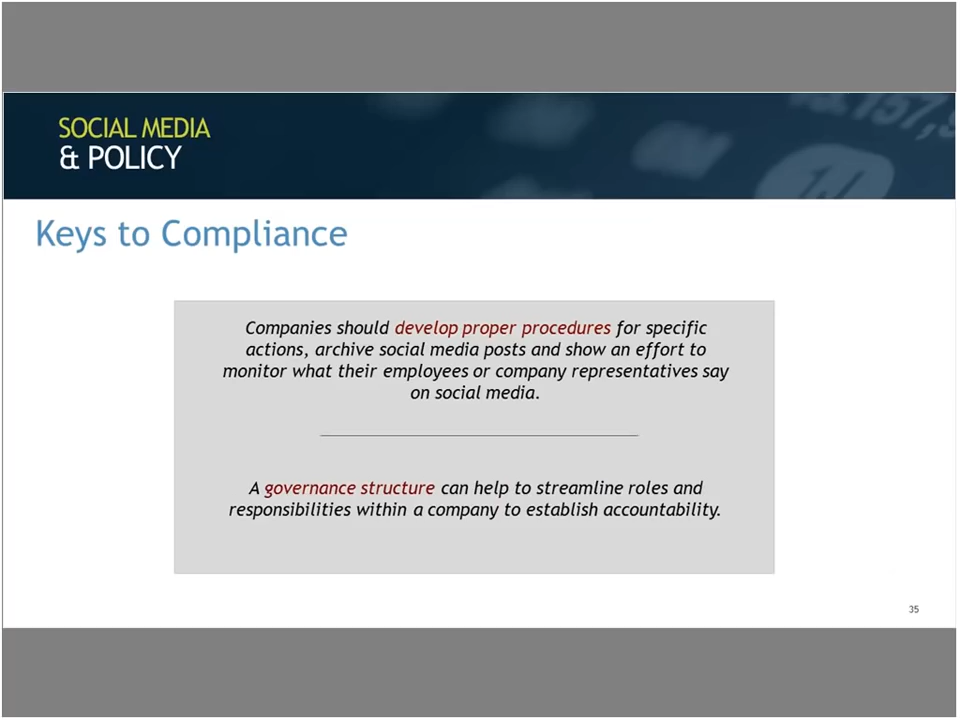 SOCIAL MEDIA
& POLICY
Keys to Compliance
Companies should develop proper procedures for specific
actions, archive social media posts and show an effort to
monitor what their employees or company representatives say
on social media.
A governance structure can help to streamline roles and
responsibilities within a company to establish accountability.
35